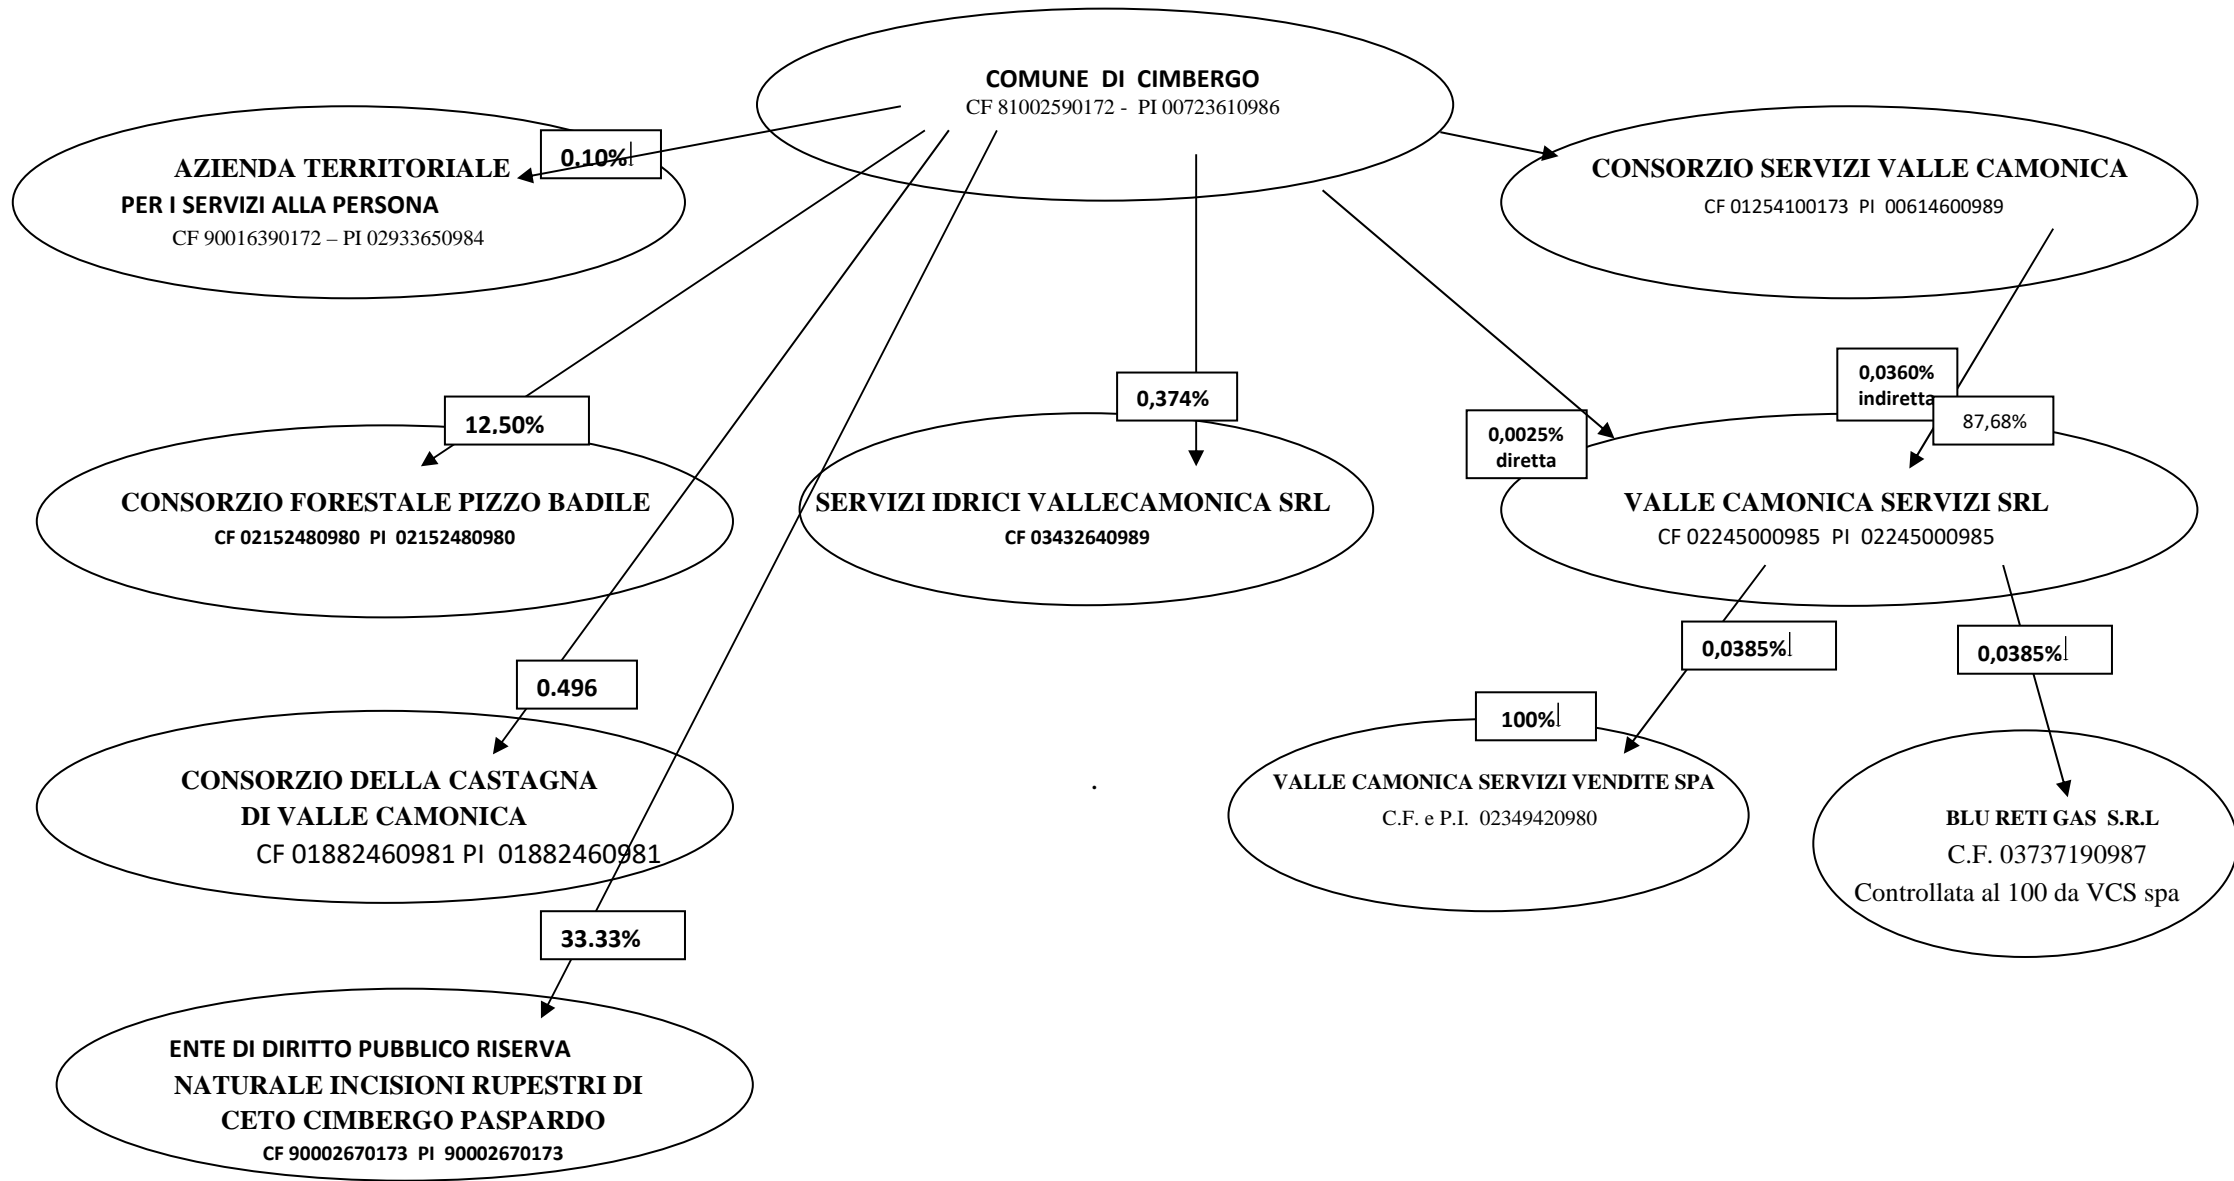 COMUNE DI CIMBERGO
CF 81002590172 - PI 00723610986
0.10%
AZIENDA TERRITORIALE
PER I SERVIZI ALLA PERSONA
CF 90016390172 – PI 02933650984
CONSORZIO SERVIZI VALLE CAMONICA
CF 01254100173 PI 00614600989
12,50%
CONSORZIO FORESTALE PIZZO BADILE
CF 02152480980 PI 02152480980
0,374%
SERVIZI IDRICI VALLECAMONICA SRL
CF 03432640989
0,0025%
diretta
0,0360%
indiretta
87,68%
VALLE CAMONICA SERVIZI SRL
CF 02245000985 PI 02245000985
0.496
CONSORZIO DELLA CASTAGNA
DI VALLE CAMONICA
CF 01882460981 PI 01882460981
0,0385%
100%
VALLE CAMONICA SERVIZI VENDITE SPA
C.F. e P.I. 02349420980
0,0385%
BLU RETI GAS S.R.L
C.F. 03737190987
Controllata al 100 da VCS spa
.
33.33%
ENTE DI DIRITTO PUBBLICO RISERVA
NATURALE INCISIONI RUPESTRI DI
CETO CIMBERGO PASPARDO
CF 90002670173 PI 90002670173